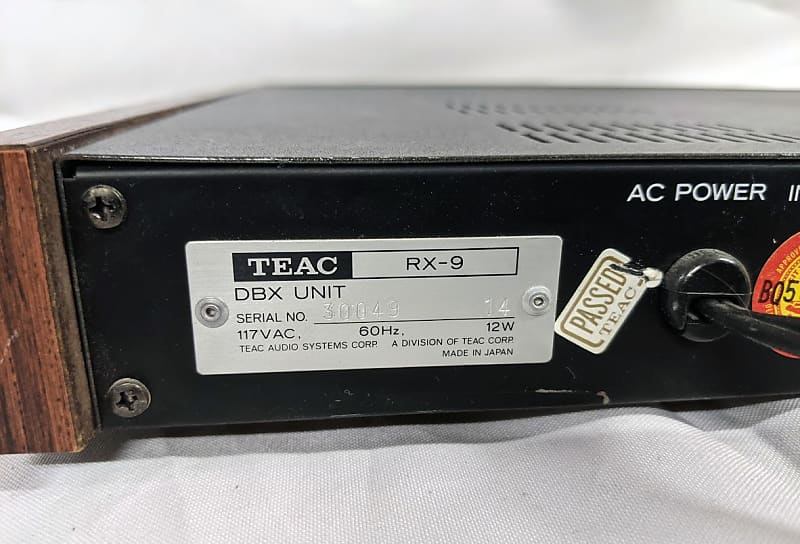 AC POWER
TEAC RX-9
DBX UNIT
SERIAL NO. 30049 14
117VAC, 60Hz, 12W
TEAC AUDIO SYSTEMS CORP. A DIVISION OF TEAC CORP.
MADE IN JAPAN
PASSED
TEAC
BQ5